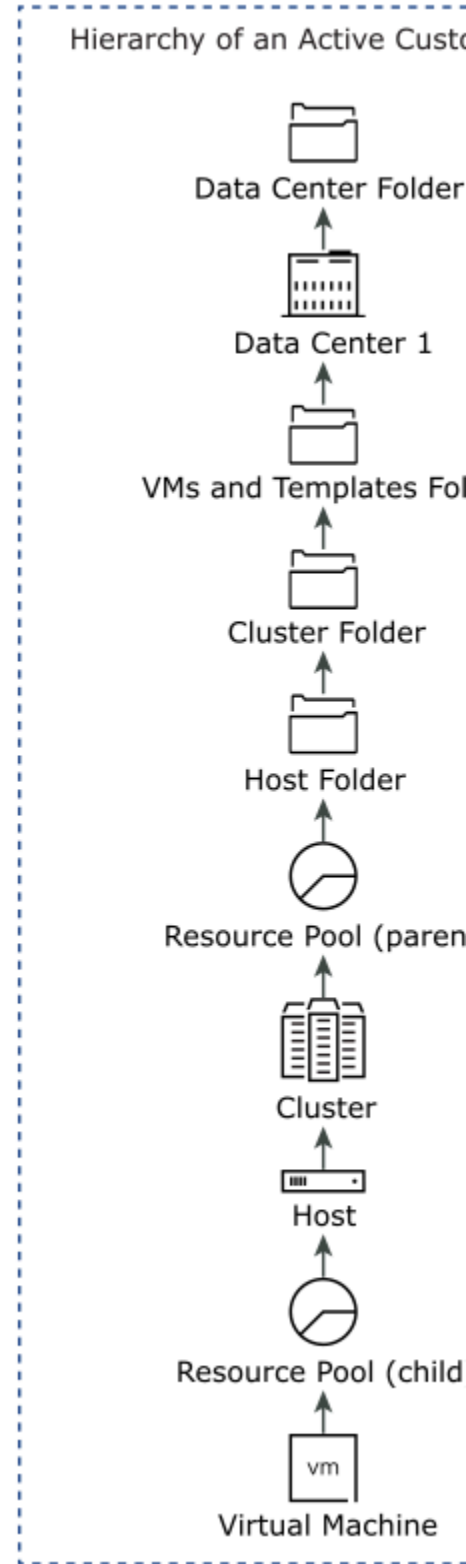 Hierarchy of an Active Custo
Data Center Folder
Data Center 1
VMs and Templates Fol
Cluster Folder
Host Folder
Resource Pool (paren
Cluster
Host
Resource Pool (child
vm
Virtual Machine